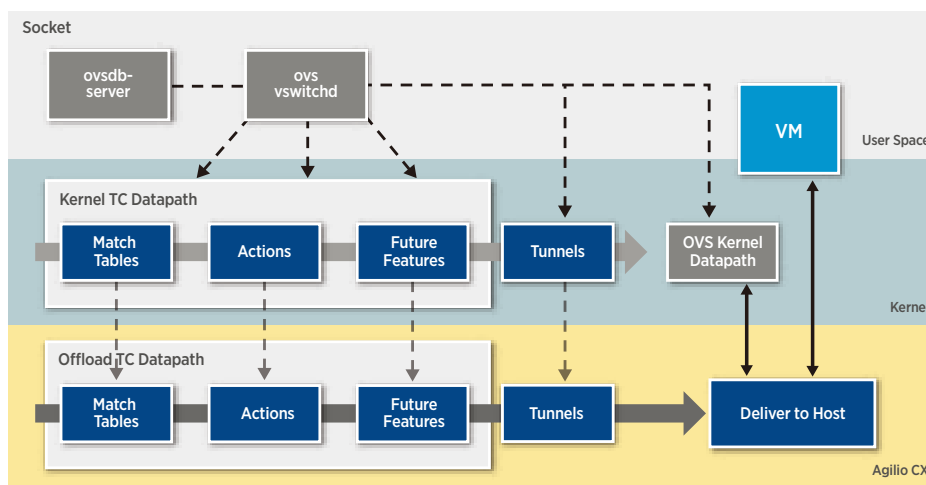 Socket
ovsdb-
server
ovs
vswitchd
VM
User Space
Kernel TC Datapath
Match
Tables
Actions
Future
Features
Tunnels
OVS Kernel
Datapath
Kerne
Offload TC Datapath
Match
Tables
Actions
Future
Features
Tunnels
Deliver to Host
Agilio CX